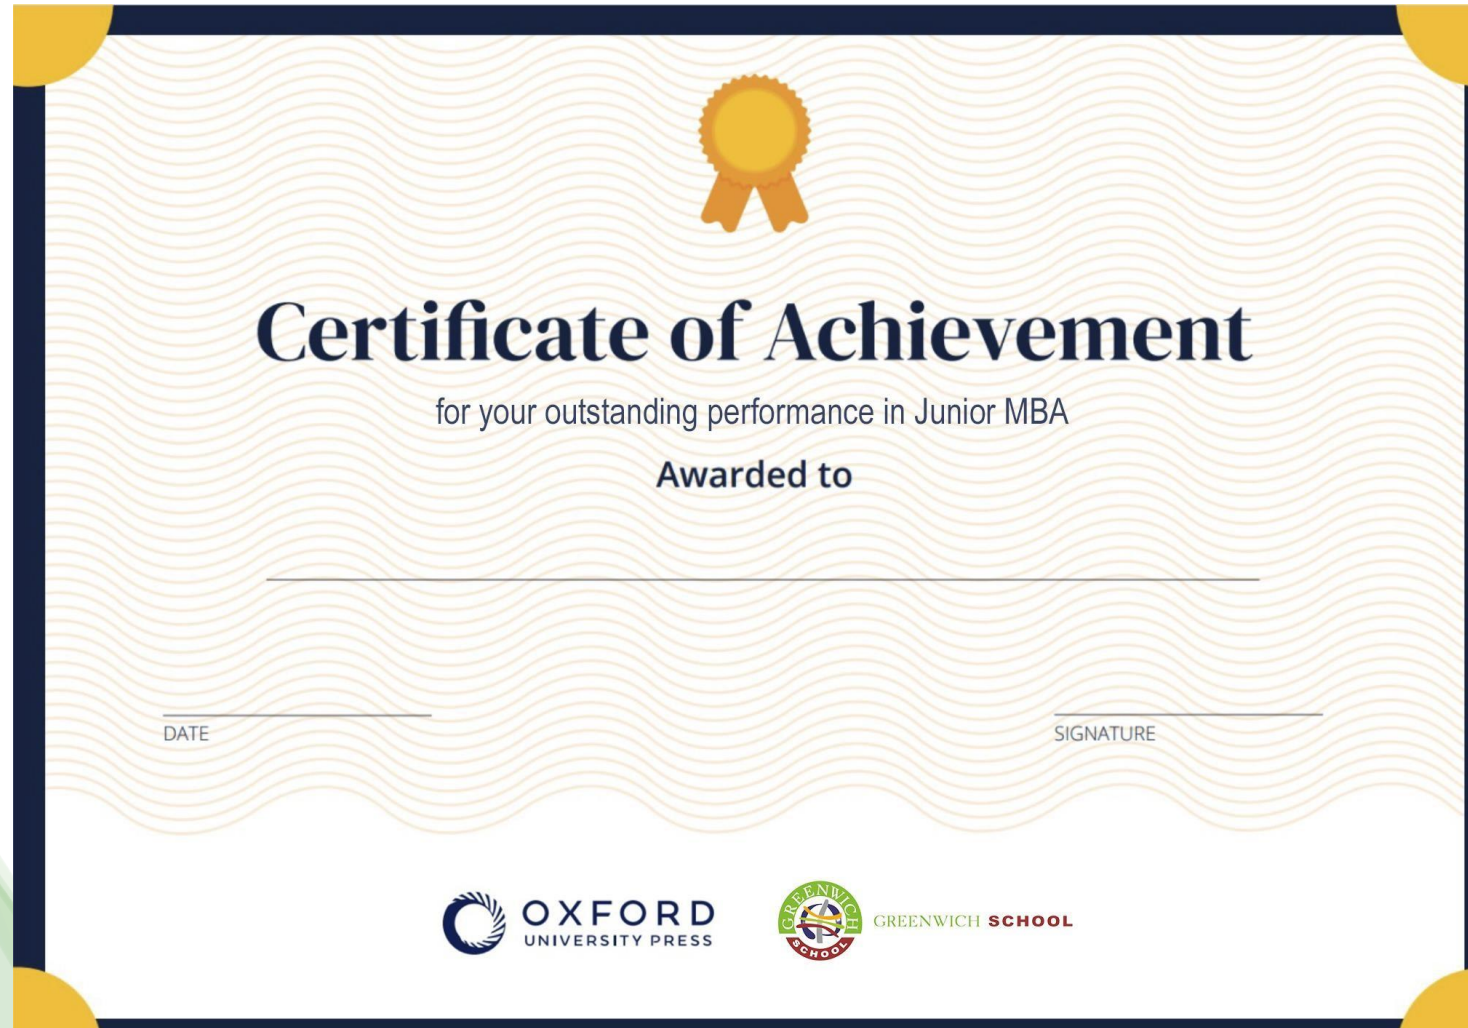 Certificate of Achievement
for your outstanding performance in Junior MBA
Awarded to
DATE
SIGNATURE
OXFORD
UNIVERSITY PRESS
GREENWICH
SCHOOL
GREENWICH SCHOOL